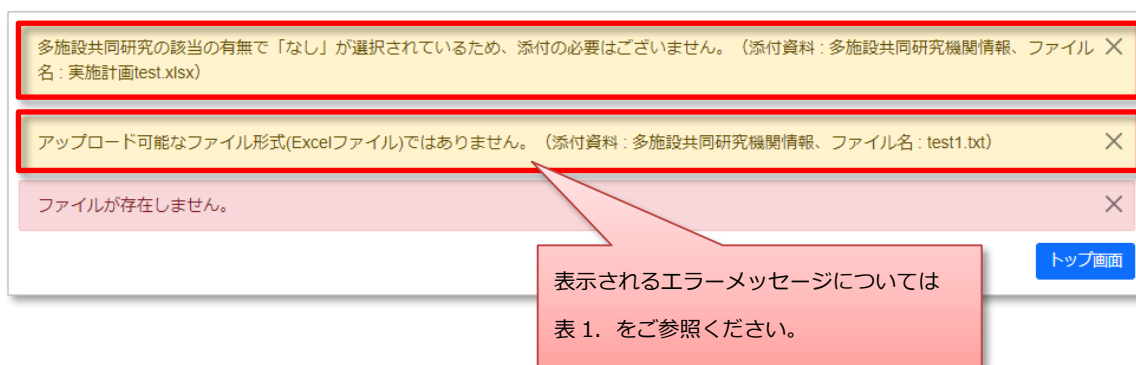 多施設共同研究の該当の有無で「なし」が選択されているため、添付の必要はございません。（添付資料 : 多施設共同研究機関情報、ファイル
名 : 実施計画test.xlsx）
アップロード可能なファイル形式(Excelファイル)ではありません。（添付資料 : 多施設共同研究機関情報、ファイル名 : test1.txt）
ファイルが存在しません。
トップ画面
表示されるエラーメッセージについては
表 1．をご参照ください。